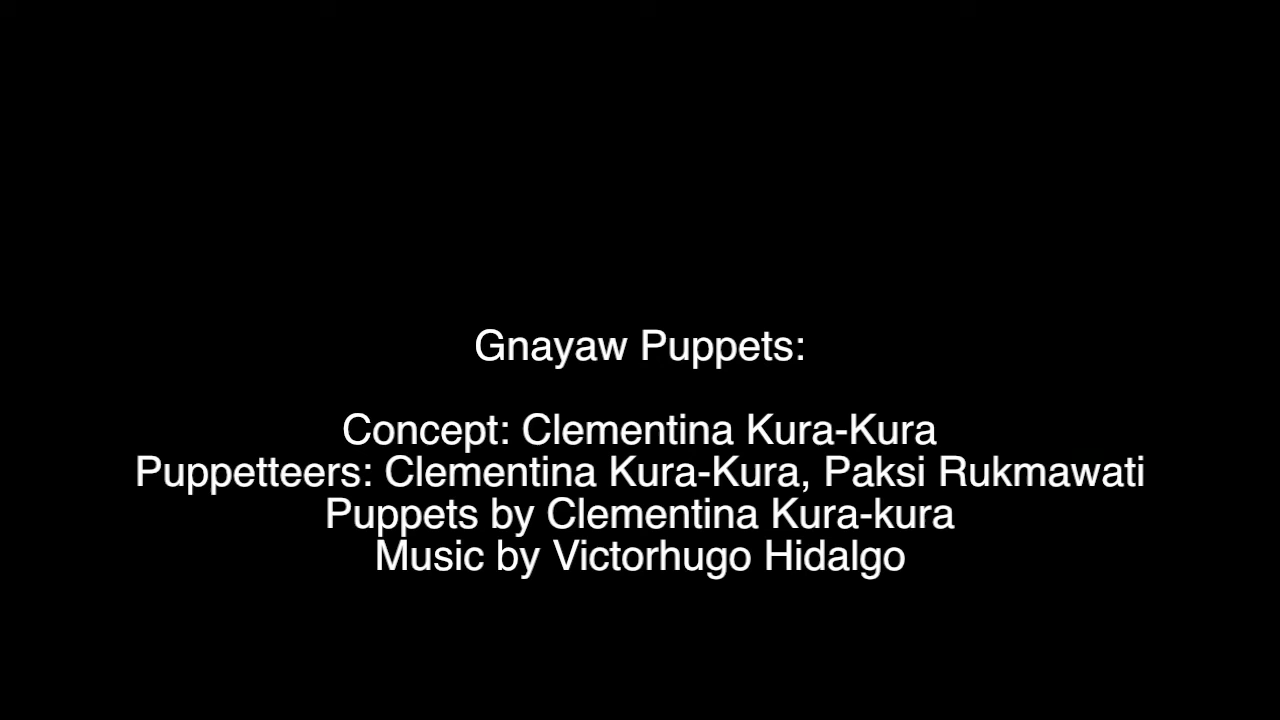 Gnayaw Puppets:
Concept: Clementina Kura-Kura
Puppetteers: Clementina Kura-Kura, Paksi Rukmawati
Puppets by Clementina Kura-kura
Music by Victorhugo Hidalgo